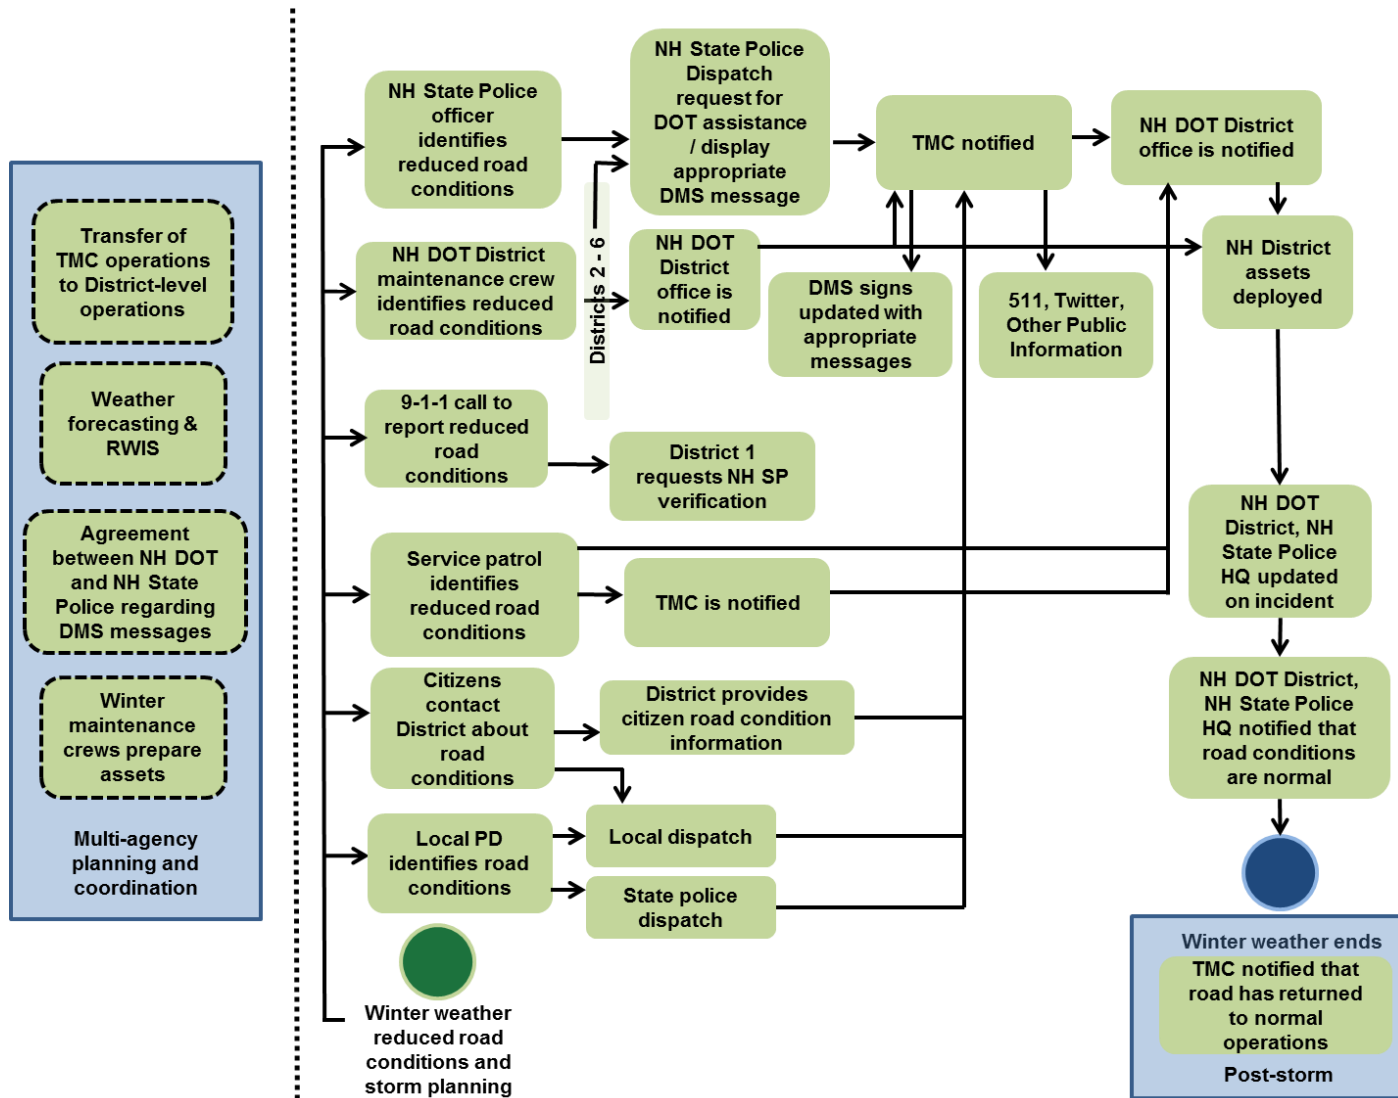 Transfer of
TMC operations
to District-level
operations
Weather
forecasting &
RWIS
Agreement
between NH DOT
and NH State
Police regarding
DMS messages
Winter
maintenance
crews prepare
assets
Multi-agency
planning and
coordination
NH State Police
officer
identifies
reduced road
conditions
NH State Police
Dispatch
request for
DOT assistance
/ display
appropriate
DMS message
TMC notified
NH DOT District
office is notified
Districts 2 - 6
NH DOT District
maintenance crew
identifies reduced
road conditions
NH DOT
District
office is
notified
DMS signs
updated with
appropriate
messages
511, Twitter,
Other Public
Information
NH District
assets
deployed
9-1-1 call to
report reduced
road
conditions
District 1
requests NH SP
verification
Service patrol
identifies
reduced road
conditions
TMC is notified
NH DOT
District, NH
State Police
HQ updated
on incident
Citizens
contact
District about
road
conditions
District provides
citizen road condition
information
NH DOT District,
NH State Police
HQ notified that
road conditions
are normal
Local PD
identifies road
conditions
Local dispatch
State police
dispatch
Winter weather
reduced road
conditions and
storm planning
Winter weather ends
TMC notified that
road has returned
to normal
operations
Post-storm